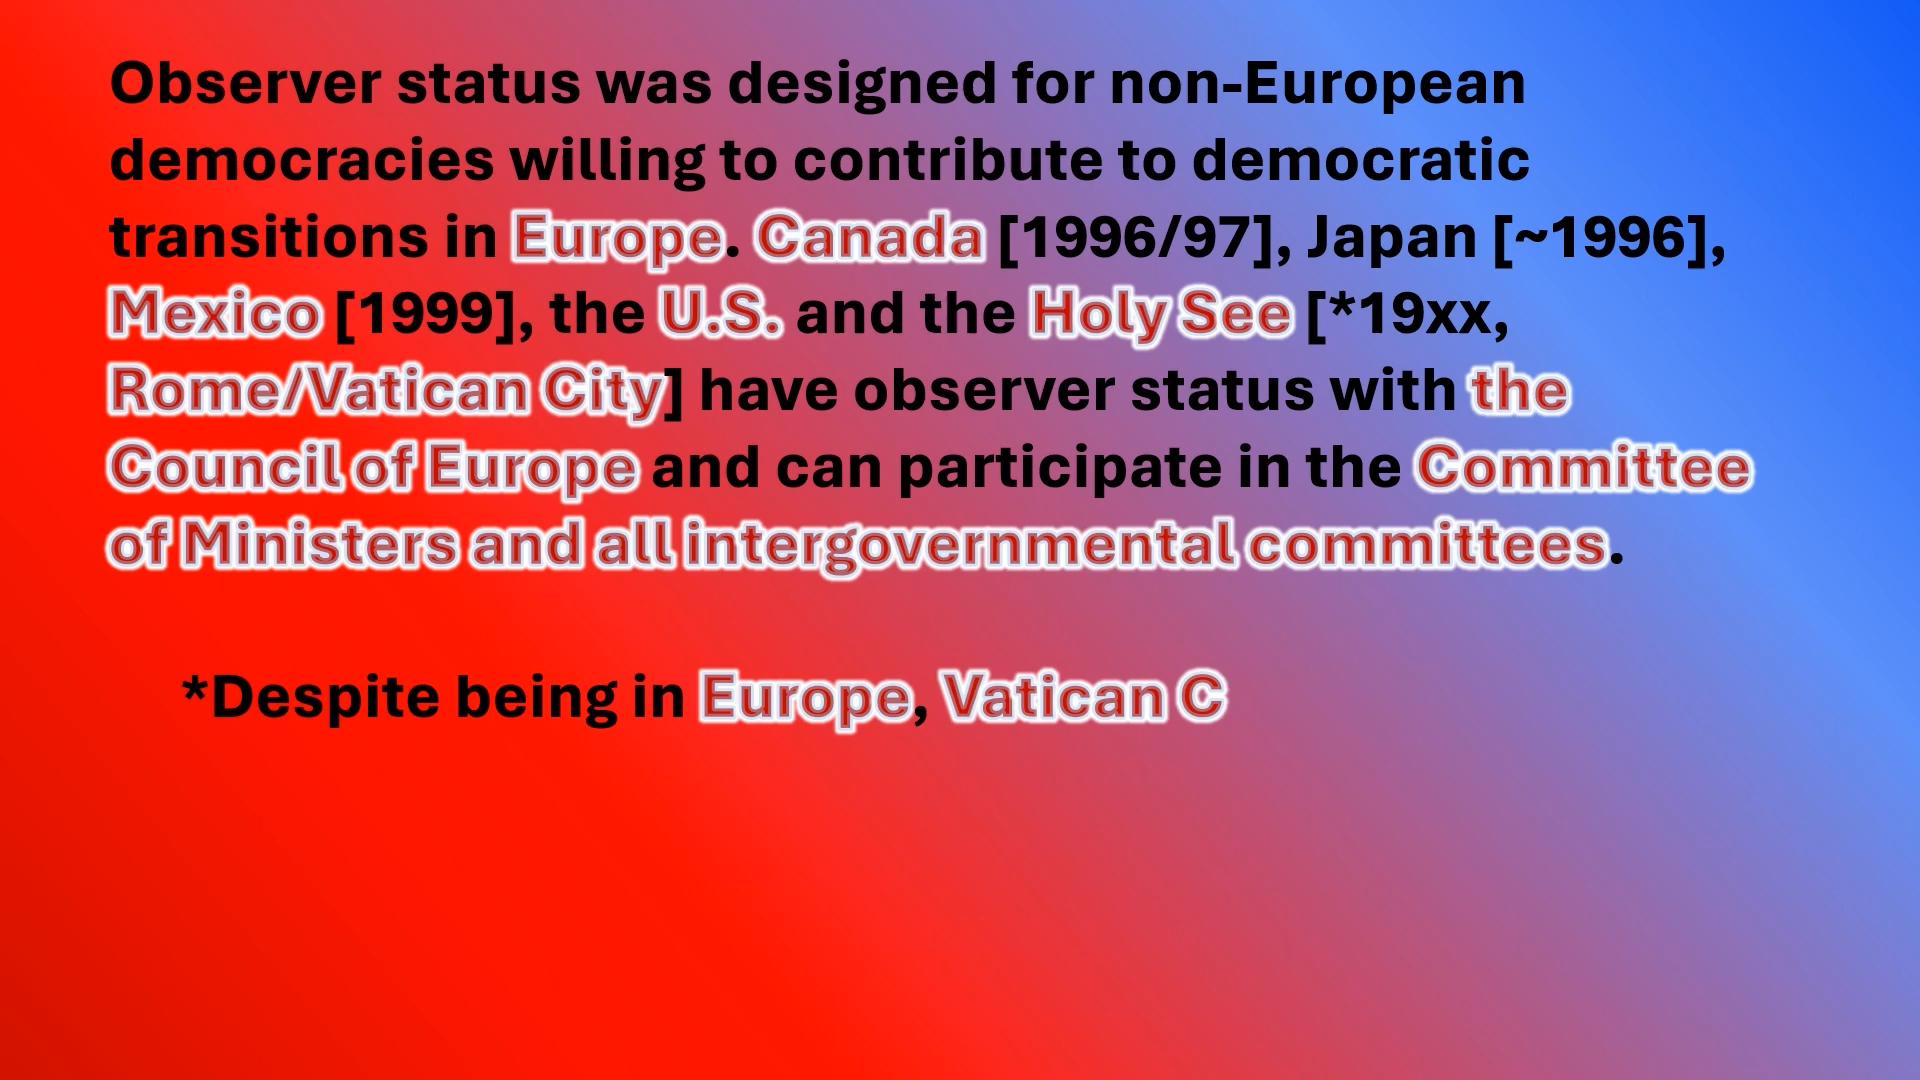 Observer status was designed for non-European
democracies willing to contribute to democratic
transitions in Europe. Canada [1996/97], Japan [~1996],
Mexico [1999], the U.S. and the Holy See [*19xx,
Rome/Vatican City] have observer status with the
Council of Europe and can participate in the Committee
of Ministers and all intergovernmental committees.
*Despite being in Europe, Vatican C